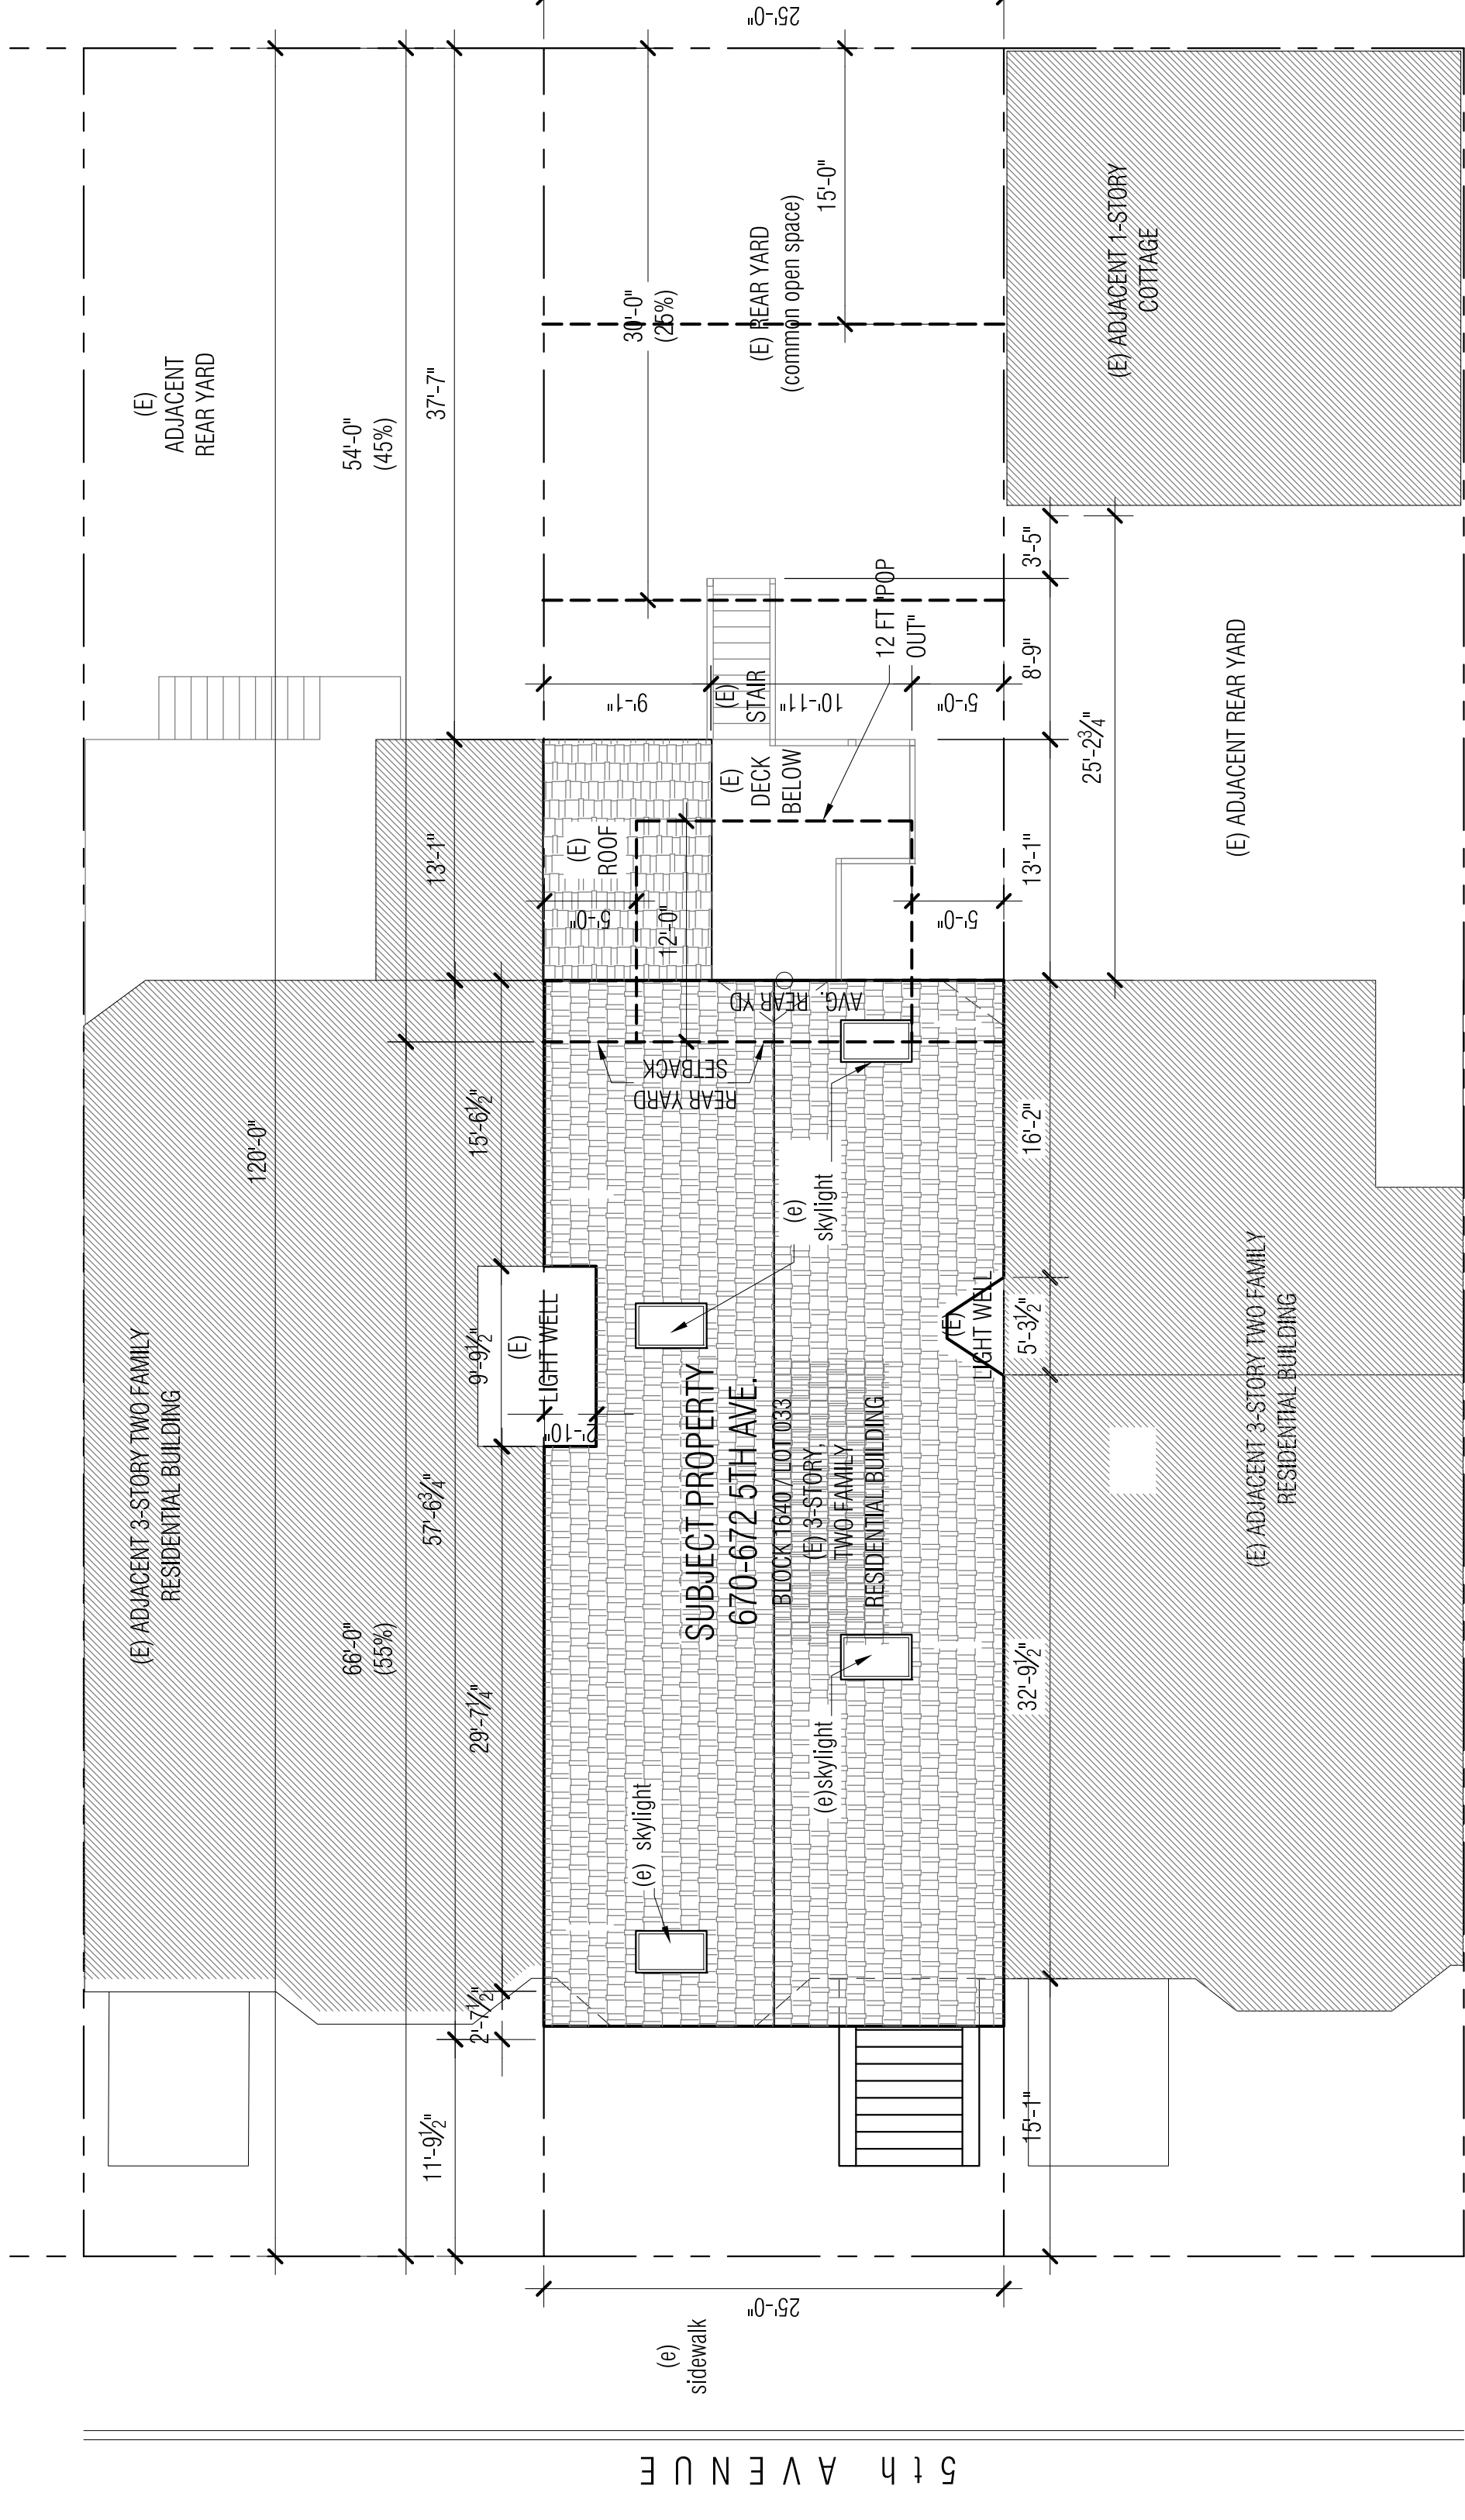 25'-0"
(E)
ADJACENT
REAR YARD
120'-0"
54'-0"
(45%)
37'-7"
30'-0"
(25%)
15'-0"
(E) REAR YARD
(common open space)
(E) ADJACENT 1-STORY
COTTAGE
3'-5"
8'-9"
25'-2¾"
13'-1"
(E) ADJACENT REAR YARD
12 FT "POP
OUT"
9'-1"
(E)
STAIR
10'-11"
5'-0"
(E)
DECK
BELOW
(E)
ROOF
5'-0"
12'-0"
5'-0"
13'-1"
AVG. REAR YD
REAR YARD
SETBACK
15'-6½"
16'-2"
(e)
skylight
9'-9½"
(E)
LIGHT WELL
2'-10"
(E)
LIGHT WELL
5'-3½"
SUBJECT PROPERTY
670-672 5TH AVE.
BLOCK 1640 / LOT 033
(E) 3-STORY,
TWO FAMILY
RESIDENTIAL BUILDING
(E) ADJACENT 3-STORY TWO FAMILY
RESIDENTIAL BUILDING
(E) ADJACENT 3-STORY TWO FAMILY
RESIDENTIAL BUILDING
66'-0"
(55%)
57'-6¾"
29'-7¼"
32'-9½"
(e) skylight
(e)skylight
2'-7½"
11'-9½"
15'-1"
25'-0"
(e)
sidewalk
5th AVENUE